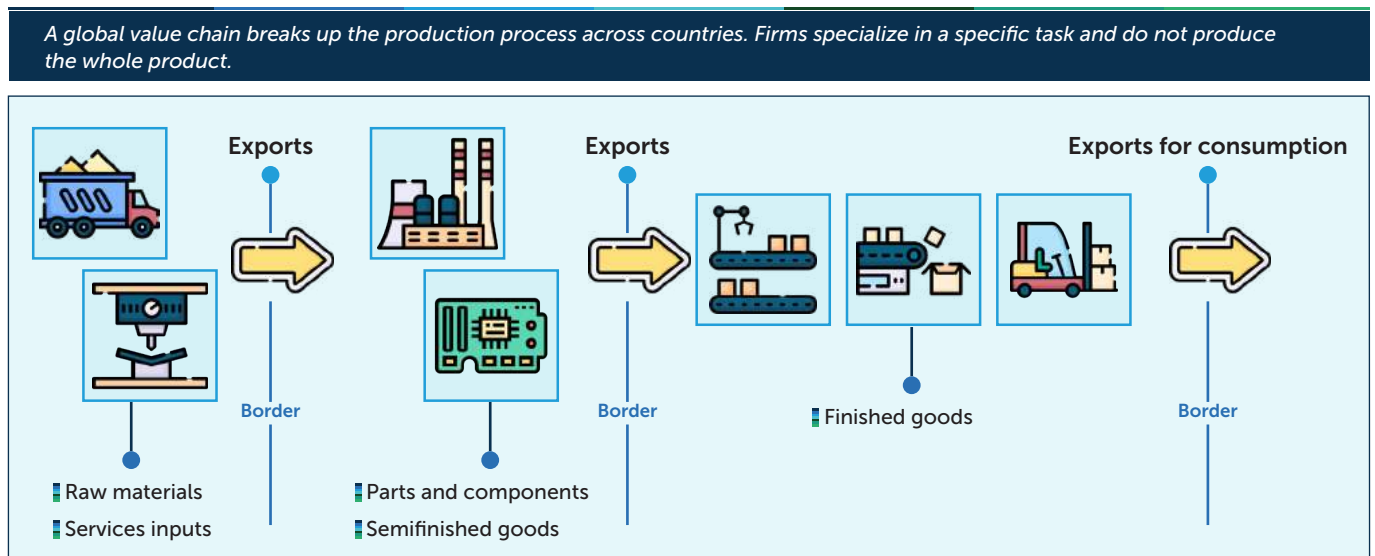 A global value chain breaks up the production process across countries. Firms specialize in a specific task and do not produce
the whole product.
Exports
Exports
Exports for consumption
Border
Border
Border
Finished goods
Raw materials
Services inputs
Parts and components
Semifinished goods